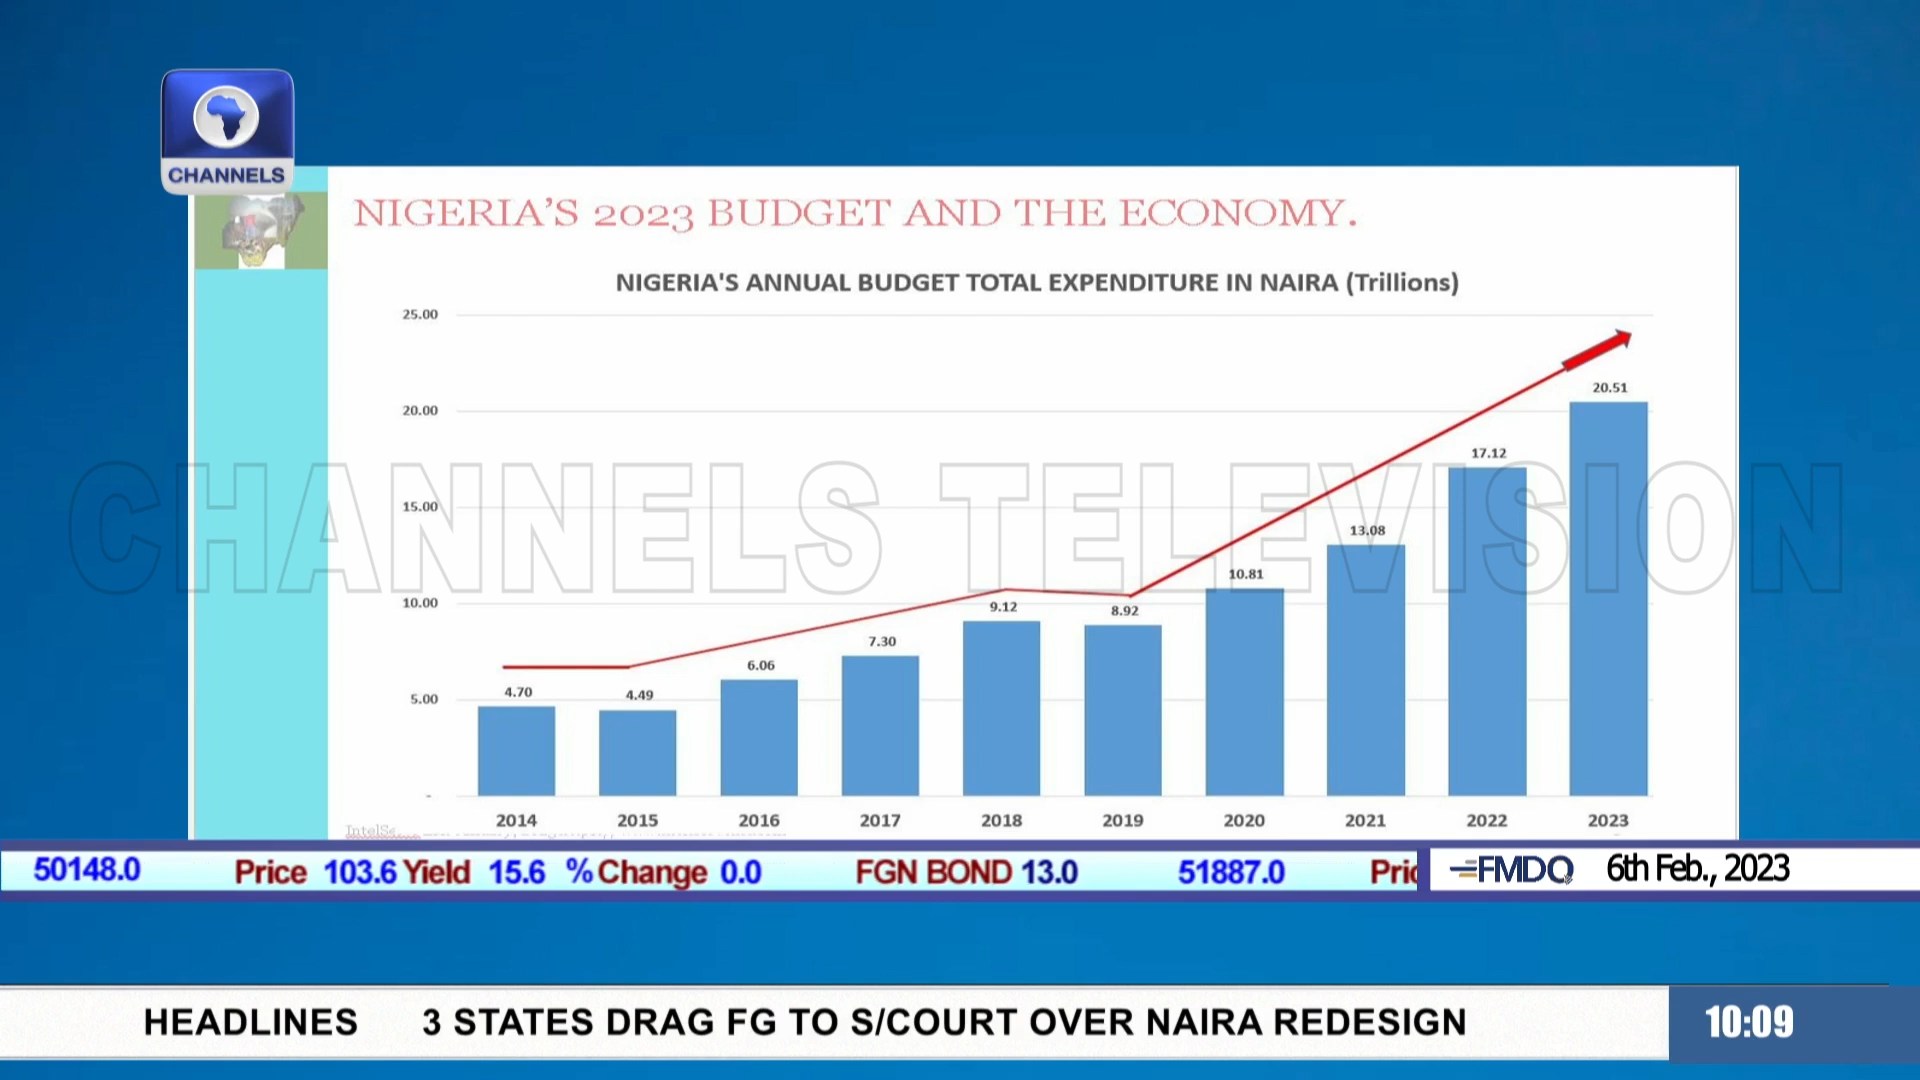 CHANNELS
NIGERIA'S 2023 BUDGET AND THE ECONOMY.
NIGERIA'S ANNUAL BUDGET TOTAL EXPENDITURE IN NAIRA (Trillions)
25.00
20.00
15.00
10.00
5.00
-
4.70
4.49
6.06
7.30
9.12
8.92
10.81
13.08
17.12
20.51
2014 2015 2016 2017 2018 2019 2020 2021 2022 2023
CHANNELS TELEVISION
50148.0 Price 103.6 Yield 15.6 % Change 0.0 FGN BOND 13.0 51887.0
FMDQ 6th Feb., 2023
HEADLINES 3 STATES DRAG FG TO S/COURT OVER NAIRA REDESIGN
10:09